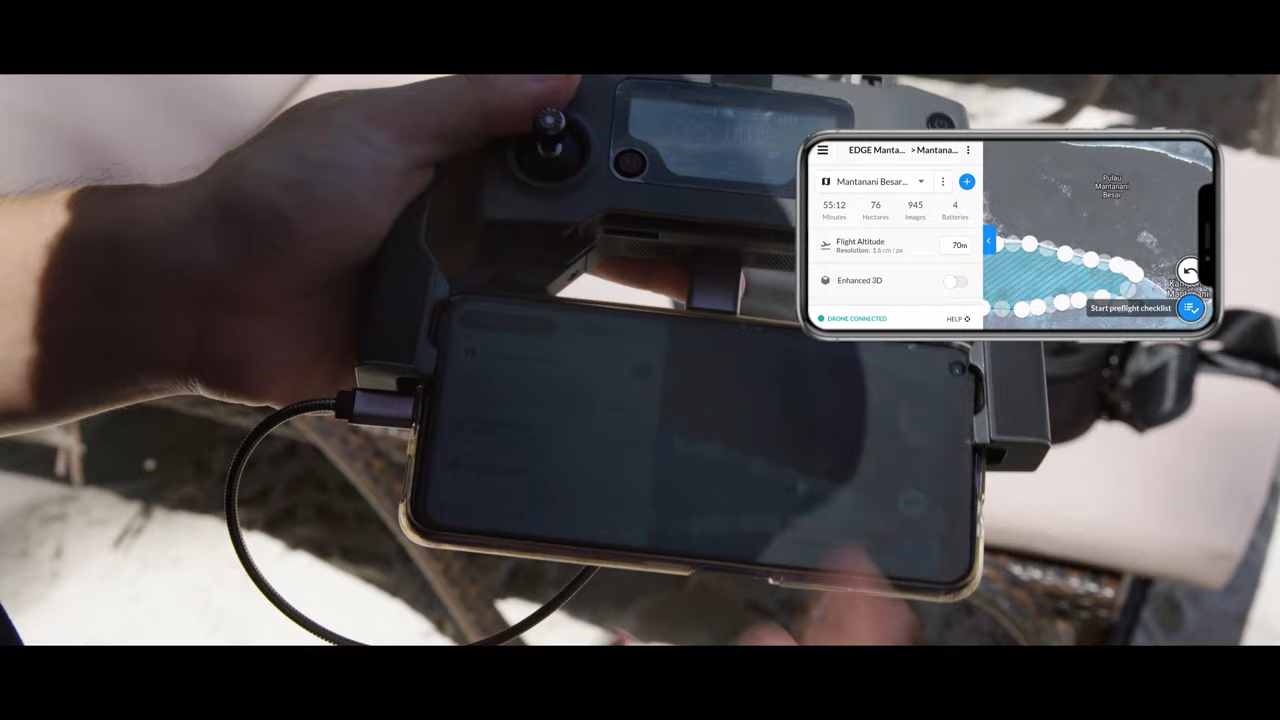 EDGE Manta... > Mantana...
Mantanani Besar...
55:12 76 945 4
Minutes Hectares Images Batteries
Flight Altitude
Resolution: 1.6 cm / px
70m
Enhanced 3D
DRONE CONNECTED
HELP
Pulau
Mantanani
Besar
Mantanani
Start preflight checklist